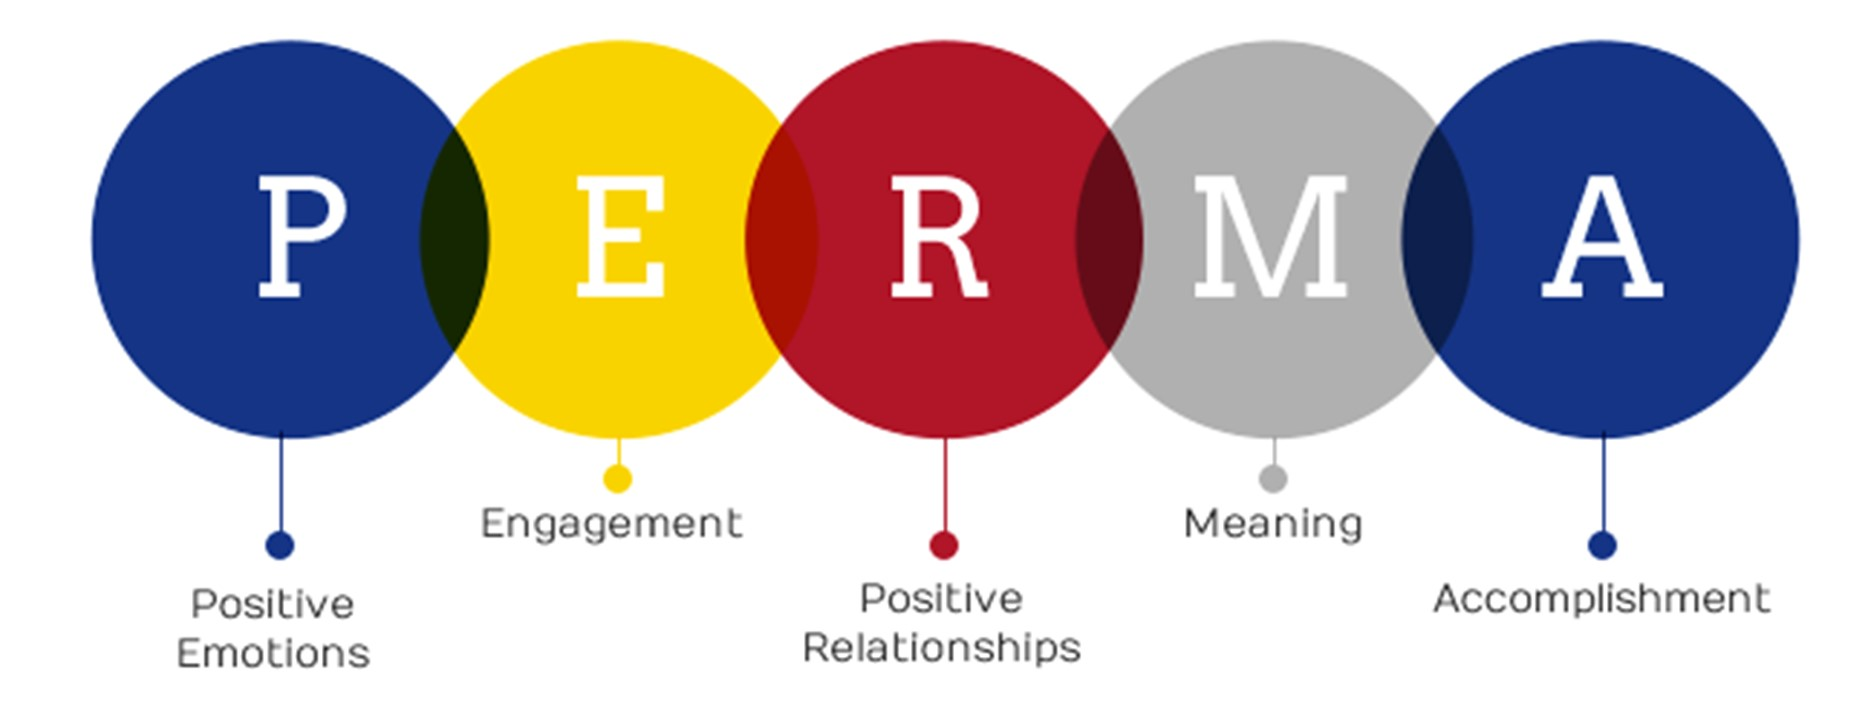 P E R M A
Engagement
Meaning
Positive
Emotions
Positive
Relationships
Accomplishment